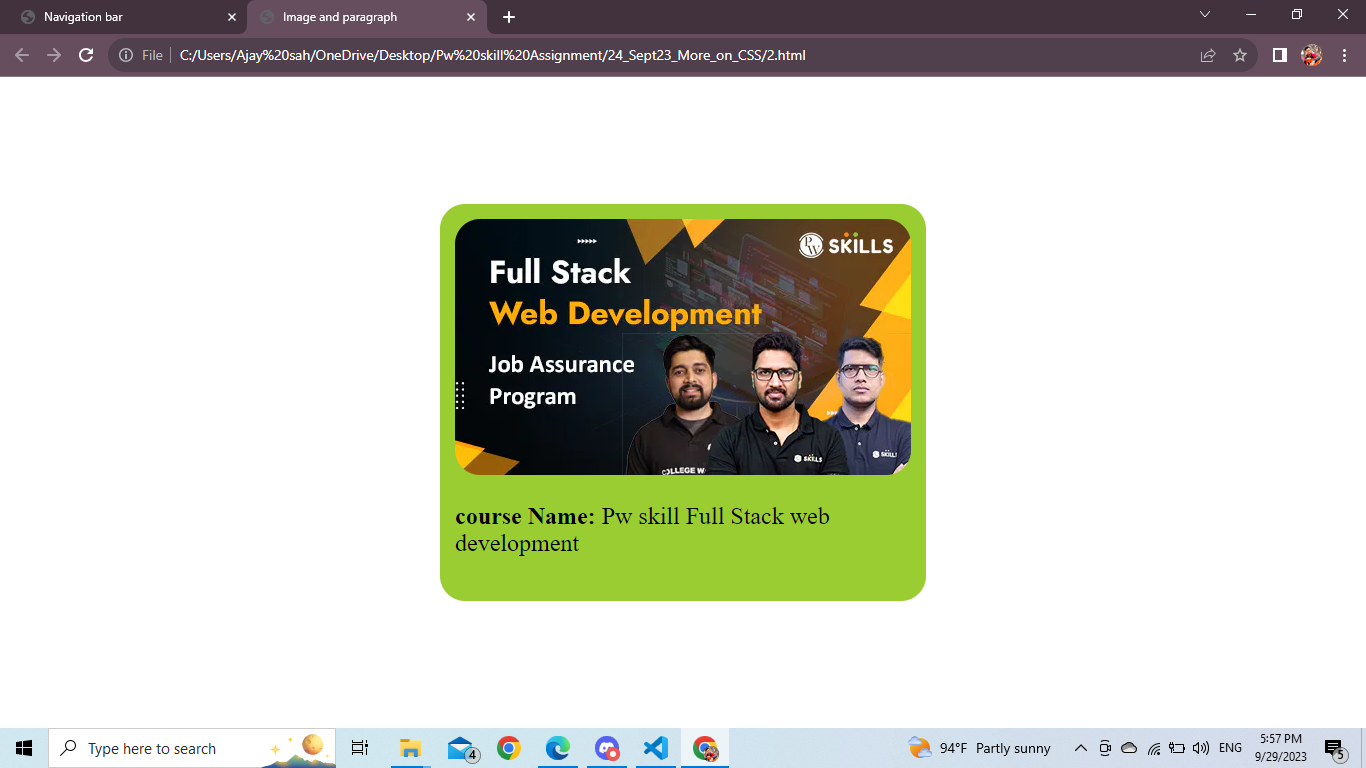 Navigation bar
Image and paragraph
File
C:/Users/Ajay%20sah/OneDrive/Desktop/Pw%20skill%20Assignment/24_Sept23_More_on_CSS/2.html
PW SKILLS
Full Stack
Web Development
Job Assurance
Program
COLLEGE W
SKILLS
SKILL
course Name: Pw skill Full Stack web
development
Type here to search
4
94°F Partly sunny
ENG
5:57 PM
9/29/2023
5